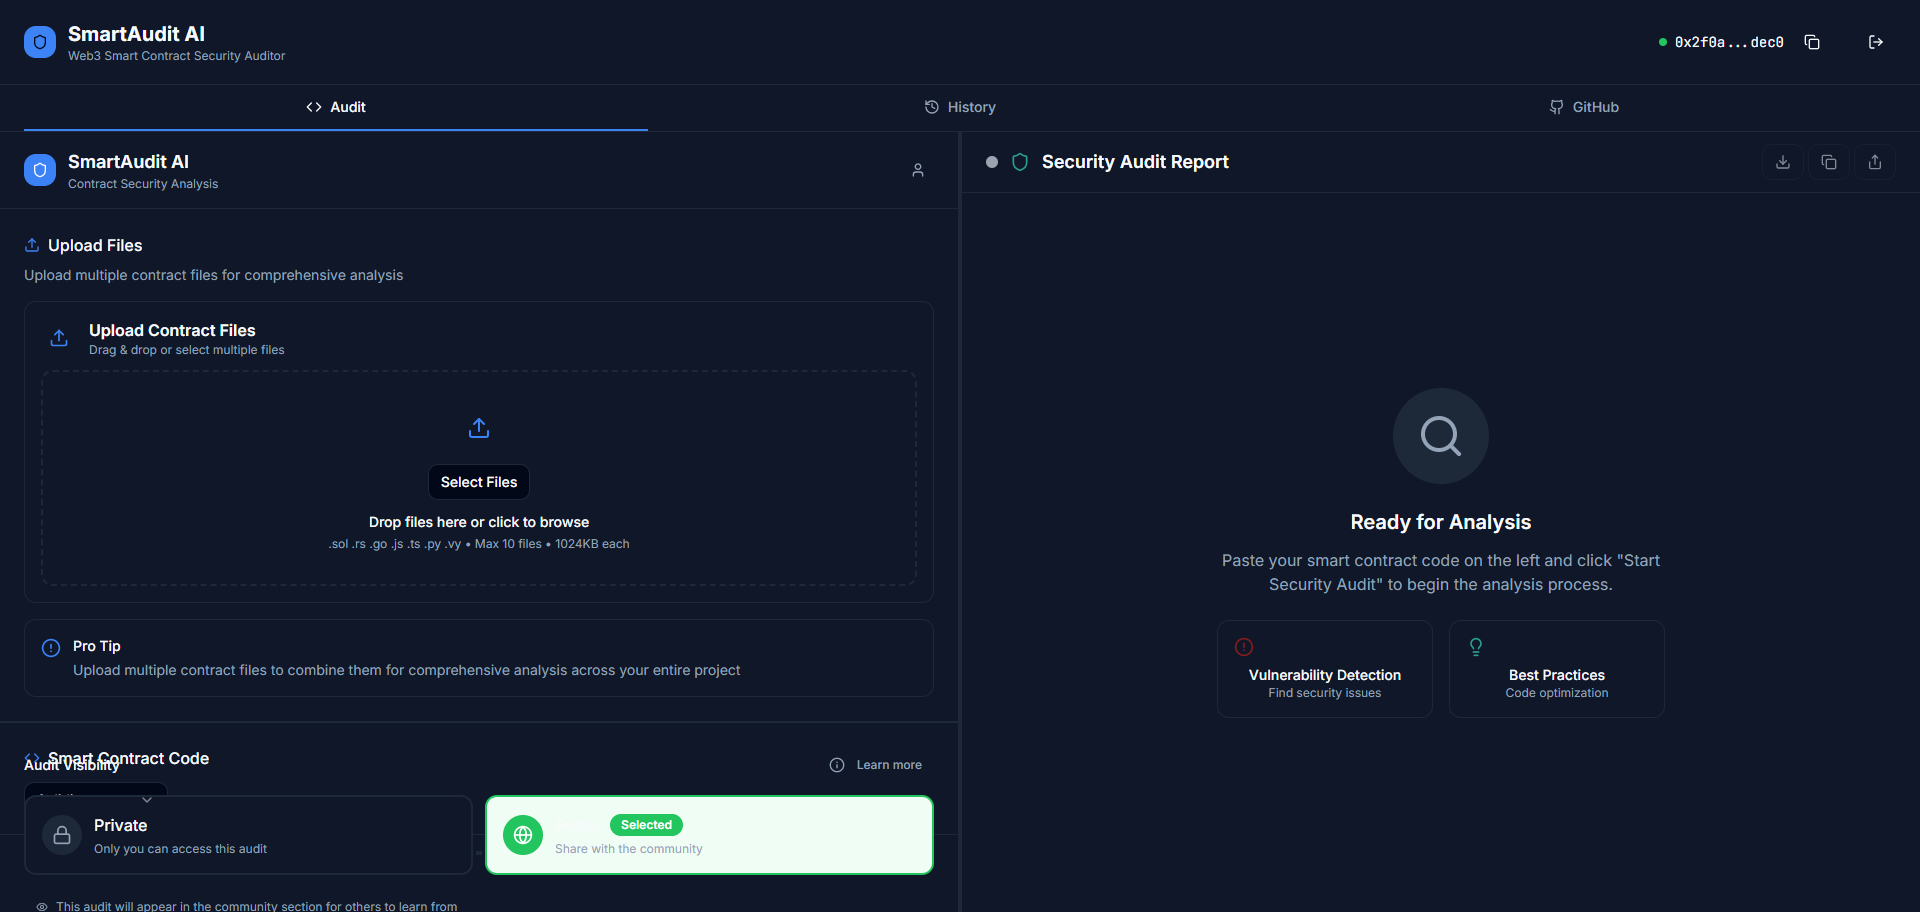 SmartAudit AI
Web3 Smart Contract Security Auditor
0x2f0a...dec0
Audit
History
GitHub
SmartAudit AI
Contract Security Analysis
Upload Files
Upload multiple contract files for comprehensive analysis
Upload Contract Files
Drag & drop or select multiple files
Select Files
Drop files here or click to browse
.sol .rs .go .js .ts .py .vy • Max 10 files • 1024KB each
Pro Tip
Upload multiple contract files to combine them for comprehensive analysis across your entire project
Smart Contract Code
Audit Visibility
Learn more
Private
Only you can access this audit
Selected
Share with the community
This audit will appear in the community section for others to learn from
Security Audit Report
Ready for Analysis
Paste your smart contract code on the left and click "Start
Security Audit" to begin the analysis process.
Vulnerability Detection
Find security issues
Best Practices
Code optimization